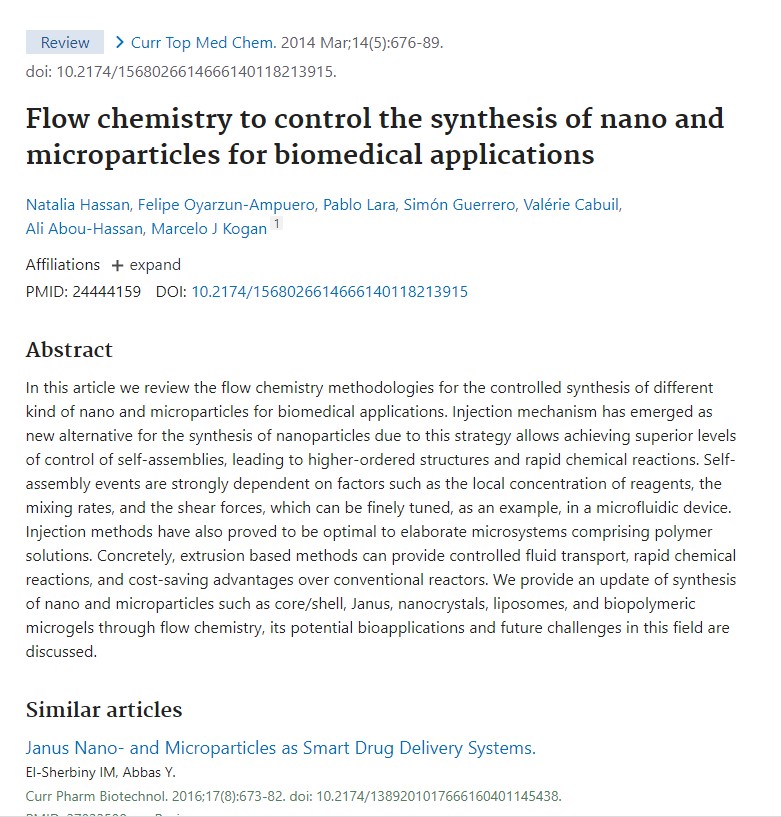 Review
Curr Top Med Chem. 2014 Mar;14(5):676-89.
doi: 10.2174/1568026614666140118213915.
Flow chemistry to control the synthesis of nano and
microparticles for biomedical applications
Natalia Hassan, Felipe Oyarzun-Ampuero, Pablo Lara, Simón Guerrero, Valérie Cabuil,
Ali Abou-Hassan, Marcelo J Kogan 1
Affiliations + expand
PMID: 24444159 DOI: 10.2174/1568026614666140118213915
Abstract
In this article we review the flow chemistry methodologies for the controlled synthesis of different
kind of nano and microparticles for biomedical applications. Injection mechanism has emerged as
new alternative for the synthesis of nanoparticles due to this strategy allows achieving superior levels
of control of self-assemblies, leading to higher-ordered structures and rapid chemical reactions. Self-
assembly events are strongly dependent on factors such as the local concentration of reagents, the
mixing rates, and the shear forces, which can be finely tuned, as an example, in a microfluidic device.
Injection methods have also proved to be optimal to elaborate microsystems comprising polymer
solutions. Concretely, extrusion based methods can provide controlled fluid transport, rapid chemical
reactions, and cost-saving advantages over conventional reactors. We provide an update of synthesis
of nano and microparticles such as core/shell, Janus, nanocrystals, liposomes, and biopolymeric
microgels through flow chemistry, its potential bioapplications and future challenges in this field are
discussed.
Similar articles
Janus Nano- and Microparticles as Smart Drug Delivery Systems.
El-Sherbiny IM, Abbas Y.
Curr Pharm Biotechnol. 2016;17(8):673-82. doi: 10.2174/1389201017666160401145438.